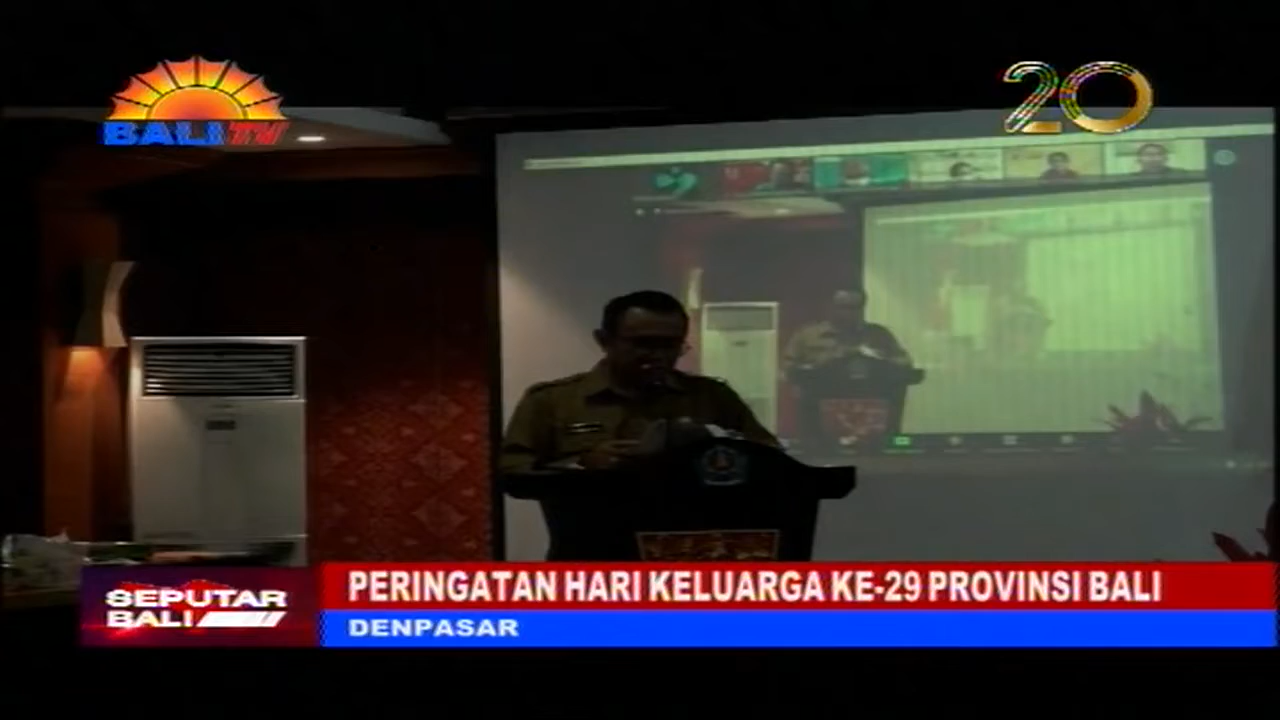 BALI TV
20
PERINGATAN HARI KELUARGA KE-29 PROVINSI BALI
SEPUTAR
BALI
DENPASAR